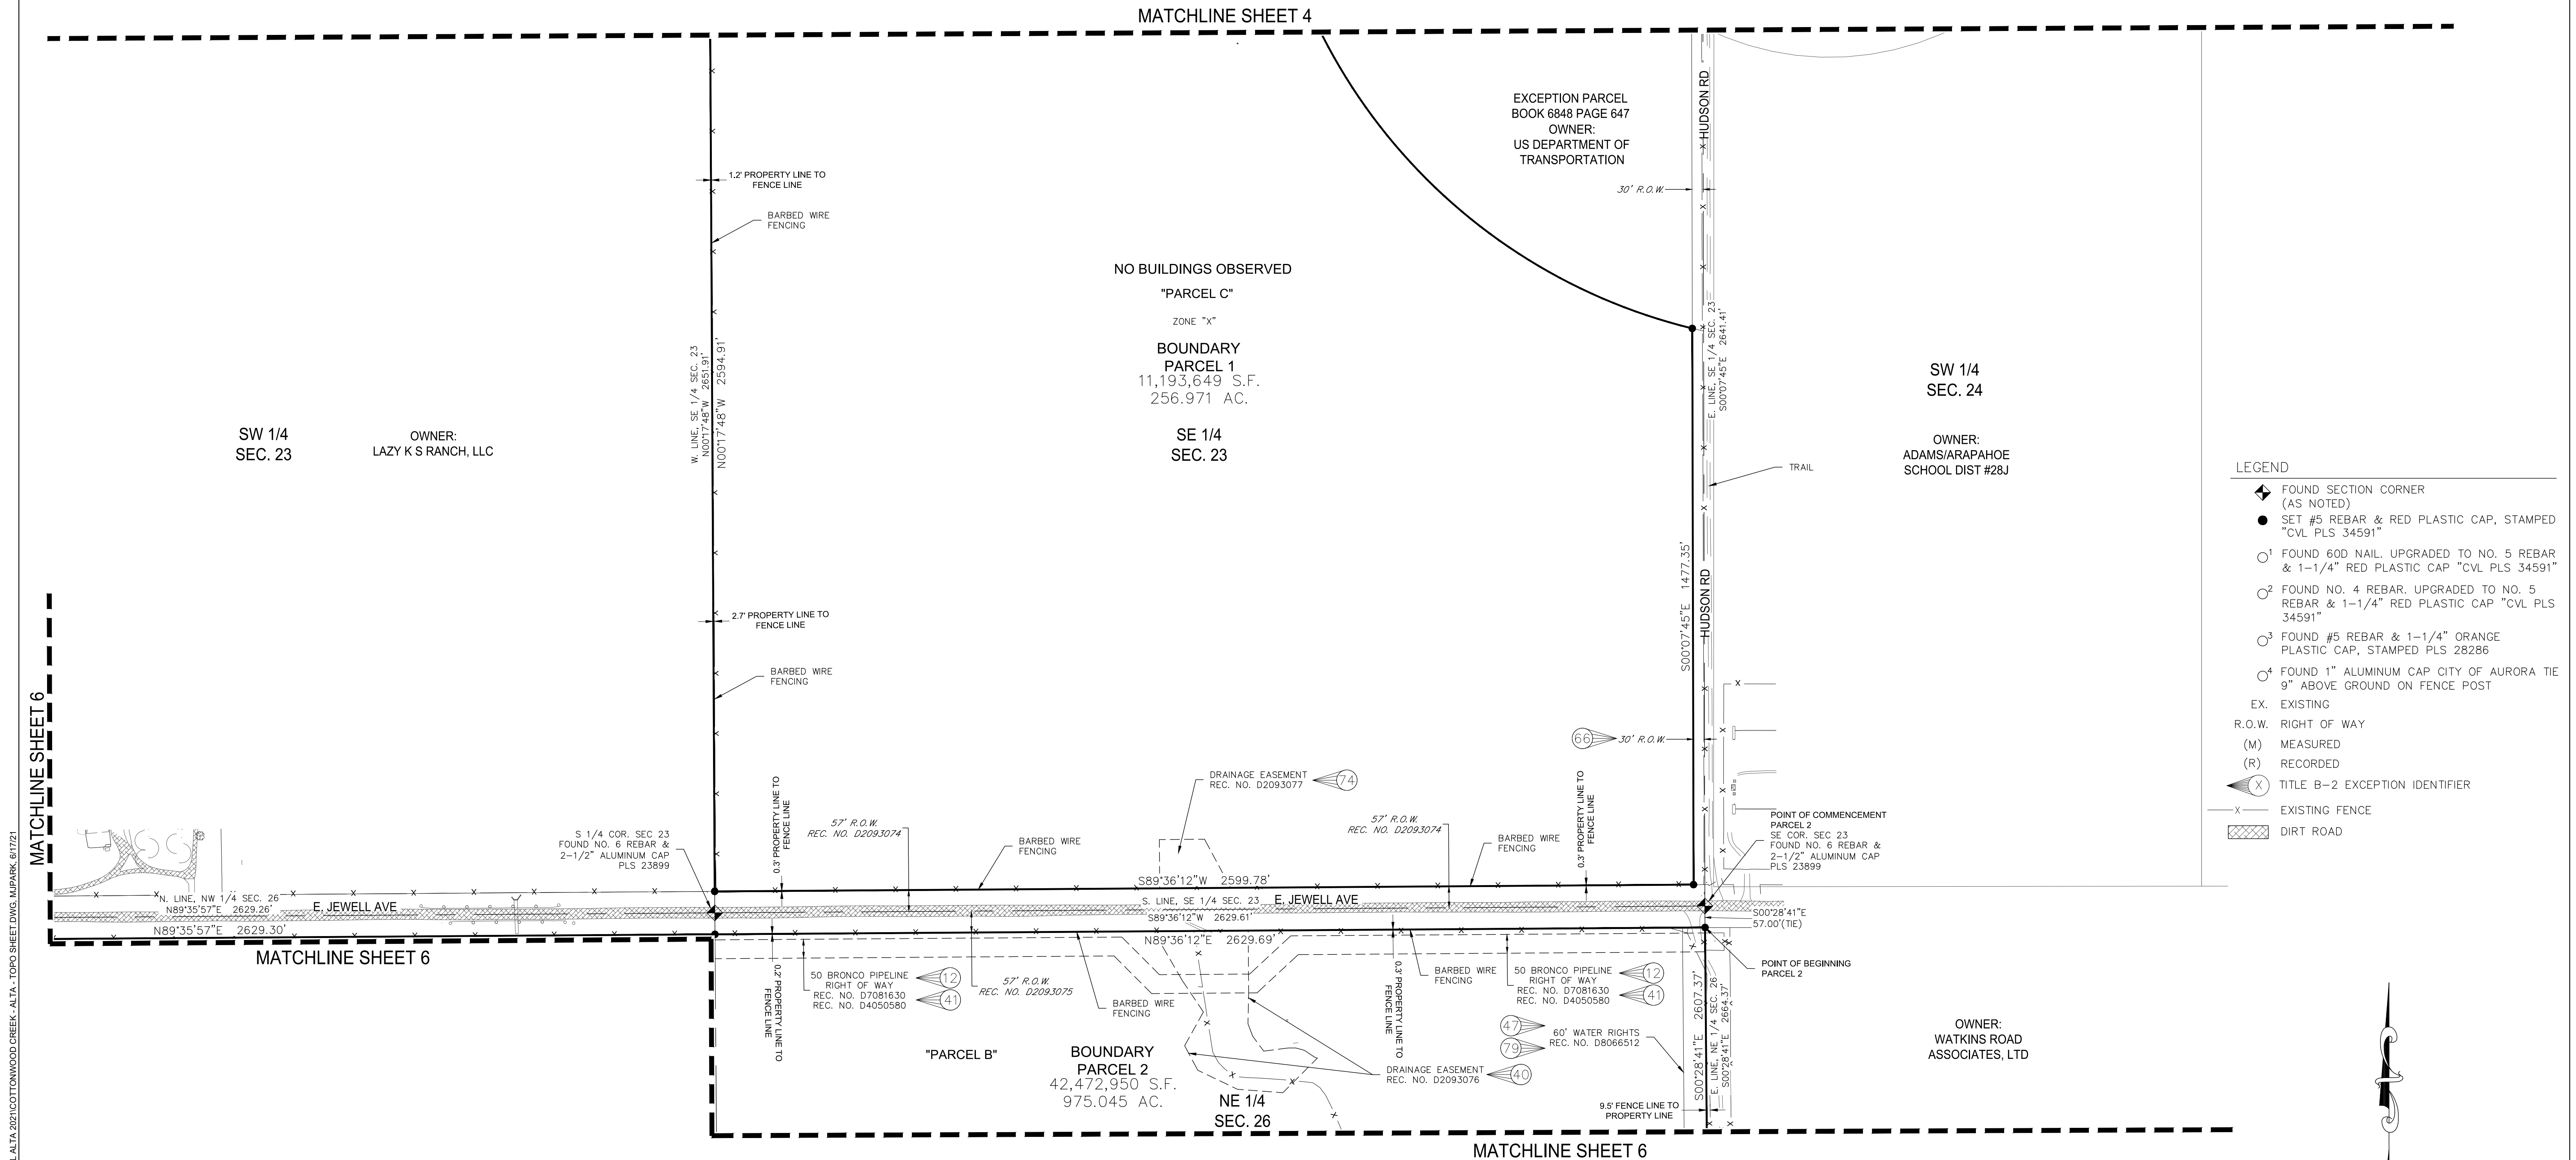 MATCHLINE SHEET 4
EXCEPTION PARCEL
BOOK 6848 PAGE 647
OWNER:
US DEPARTMENT OF
TRANSPORTATION
HUDSON RD
30' R.O.W.
1.2' PROPERTY LINE TO
FENCE LINE
BARBED WIRE
FENCING
NO BUILDINGS OBSERVED
"PARCEL C"
ZONE "X"
BOUNDARY
PARCEL 1
11,193,649 S.F.
256.971 AC.
SE 1/4
SEC. 23
W. LINE, SE 1/4 SEC. 23
N00°17'48"W 2651.91'
N00°17'48"W 2594.91'
E. LINE, SE 1/4 SEC. 23
S00°07'45"E 2641.41'
SW 1/4
SEC. 23
OWNER:
LAZY K S RANCH, LLC
SW 1/4
SEC. 24
OWNER:
ADAMS/ARAPAHOE
SCHOOL DIST #28J
TRAIL
S00°07'45"E 1477.35'
HUDSON RD
2.7' PROPERTY LINE TO
FENCE LINE
BARBED WIRE
FENCING
66
30' R.O.W.
LEGEND
FOUND SECTION CORNER
(AS NOTED)
SET #5 REBAR & RED PLASTIC CAP, STAMPED
"CVL PLS 34591"
1 FOUND 60D NAIL. UPGRADED TO NO. 5 REBAR
& 1-1/4" RED PLASTIC CAP "CVL PLS 34591"
2 FOUND NO. 4 REBAR. UPGRADED TO NO. 5
REBAR & 1-1/4" RED PLASTIC CAP "CVL PLS
34591"
3 FOUND #5 REBAR & 1-1/4" ORANGE
PLASTIC CAP, STAMPED PLS 28286
4 FOUND 1" ALUMINUM CAP CITY OF AURORA TIE
9" ABOVE GROUND ON FENCE POST
EX. EXISTING
R.O.W. RIGHT OF WAY
(M) MEASURED
(R) RECORDED
X TITLE B-2 EXCEPTION IDENTIFIER
X EXISTING FENCE
DIRT ROAD
MATCHLINE SHEET 6
L ALTA 2021\COTTONWOOD CREEK - ALTA - TOPO SHEET.DWG, MJPARK, 6/17/21
S 1/4 COR. SEC 23
FOUND NO. 6 REBAR &
2-1/2" ALUMINUM CAP
PLS 23899
0.3' PROPERTY LINE TO
FENCE LINE
57' R.O.W.
REC. NO. D2093074
BARBED WIRE
FENCING
DRAINAGE EASEMENT
REC. NO. D2093077
74
57' R.O.W.
REC. NO. D2093074
BARBED WIRE
FENCING
0.3' PROPERTY LINE TO
FENCE LINE
POINT OF COMMENCEMENT
PARCEL 2
SE COR. SEC 23
FOUND NO. 6 REBAR &
2-1/2" ALUMINUM CAP
PLS 23899
S89°36'12"W 2599.78'
N. LINE, NW 1/4 SEC. 26
N89°35'57"E 2629.26'
E. JEWELL AVE
S. LINE, SE 1/4 SEC. 23
E. JEWELL AVE
S89°36'12"W 2629.61'
S00°28'41"E
57.00'(TIE)
N89°35'57"E 2629.30'
N89°36'12"E 2629.69'
MATCHLINE SHEET 6
0.2' PROPERTY LINE TO
FENCE LINE
50 BRONCO PIPELINE
RIGHT OF WAY
REC. NO. D7081630
REC. NO. D4050580
12
41
57' R.O.W.
REC. NO. D2093075
BARBED WIRE
FENCING
0.3' PROPERTY LINE TO
FENCE LINE
BARBED WIRE
FENCING
50 BRONCO PIPELINE
RIGHT OF WAY
REC. NO. D7081630
REC. NO. D4050580
12
41
POINT OF BEGINNING
PARCEL 2
"PARCEL B"
BOUNDARY
PARCEL 2
42,472,950 S.F.
975.045 AC.
NE 1/4
SEC. 26
47
79
60' WATER RIGHTS
REC. NO. D8066512
DRAINAGE EASEMENT
REC. NO. D2093076
40
S00°28'41"E 2607.37'
E. LINE, NE 1/4 SEC. 26
S00°28'41"E 2664.37'
9.5' FENCE LINE TO
PROPERTY LINE
OWNER:
WATKINS ROAD
ASSOCIATES, LTD
MATCHLINE SHEET 6